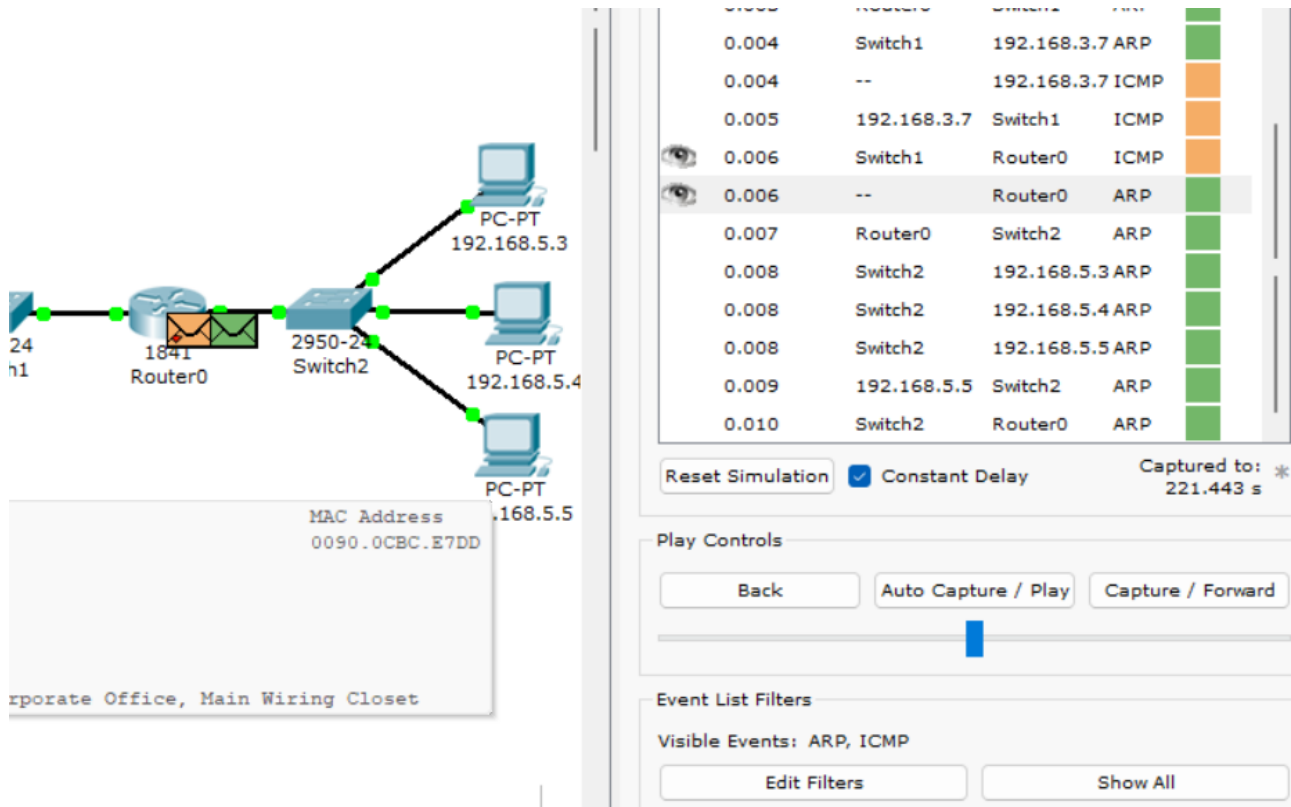 0.004 Switch1 192.168.3.7 ARP
0.004 -- 192.168.3.7 ICMP
0.005 192.168.3.7 Switch1 ICMP
0.006 Switch1 Router0 ICMP
0.006 -- Router0 ARP
0.007 Router0 Switch2 ARP
0.008 Switch2 192.168.5.3 ARP
0.008 Switch2 192.168.5.4 ARP
0.008 Switch2 192.168.5.5 ARP
0.009 192.168.5.5 Switch2 ARP
0.010 Switch2 Router0 ARP
Reset Simulation Constant Delay Captured to: *
221.443 s
Play Controls
Back Auto Capture / Play Capture / Forward
Event List Filters
Visible Events: ARP, ICMP
Edit Filters Show All
PC-PT
192.168.5.3
24
h1
1841
Router0
2950-24
Switch2
PC-PT
192.168.5.4
PC-PT
.168.5.5
MAC Address
0090.0CBC.E7DD
rporate Office, Main Wiring Closet